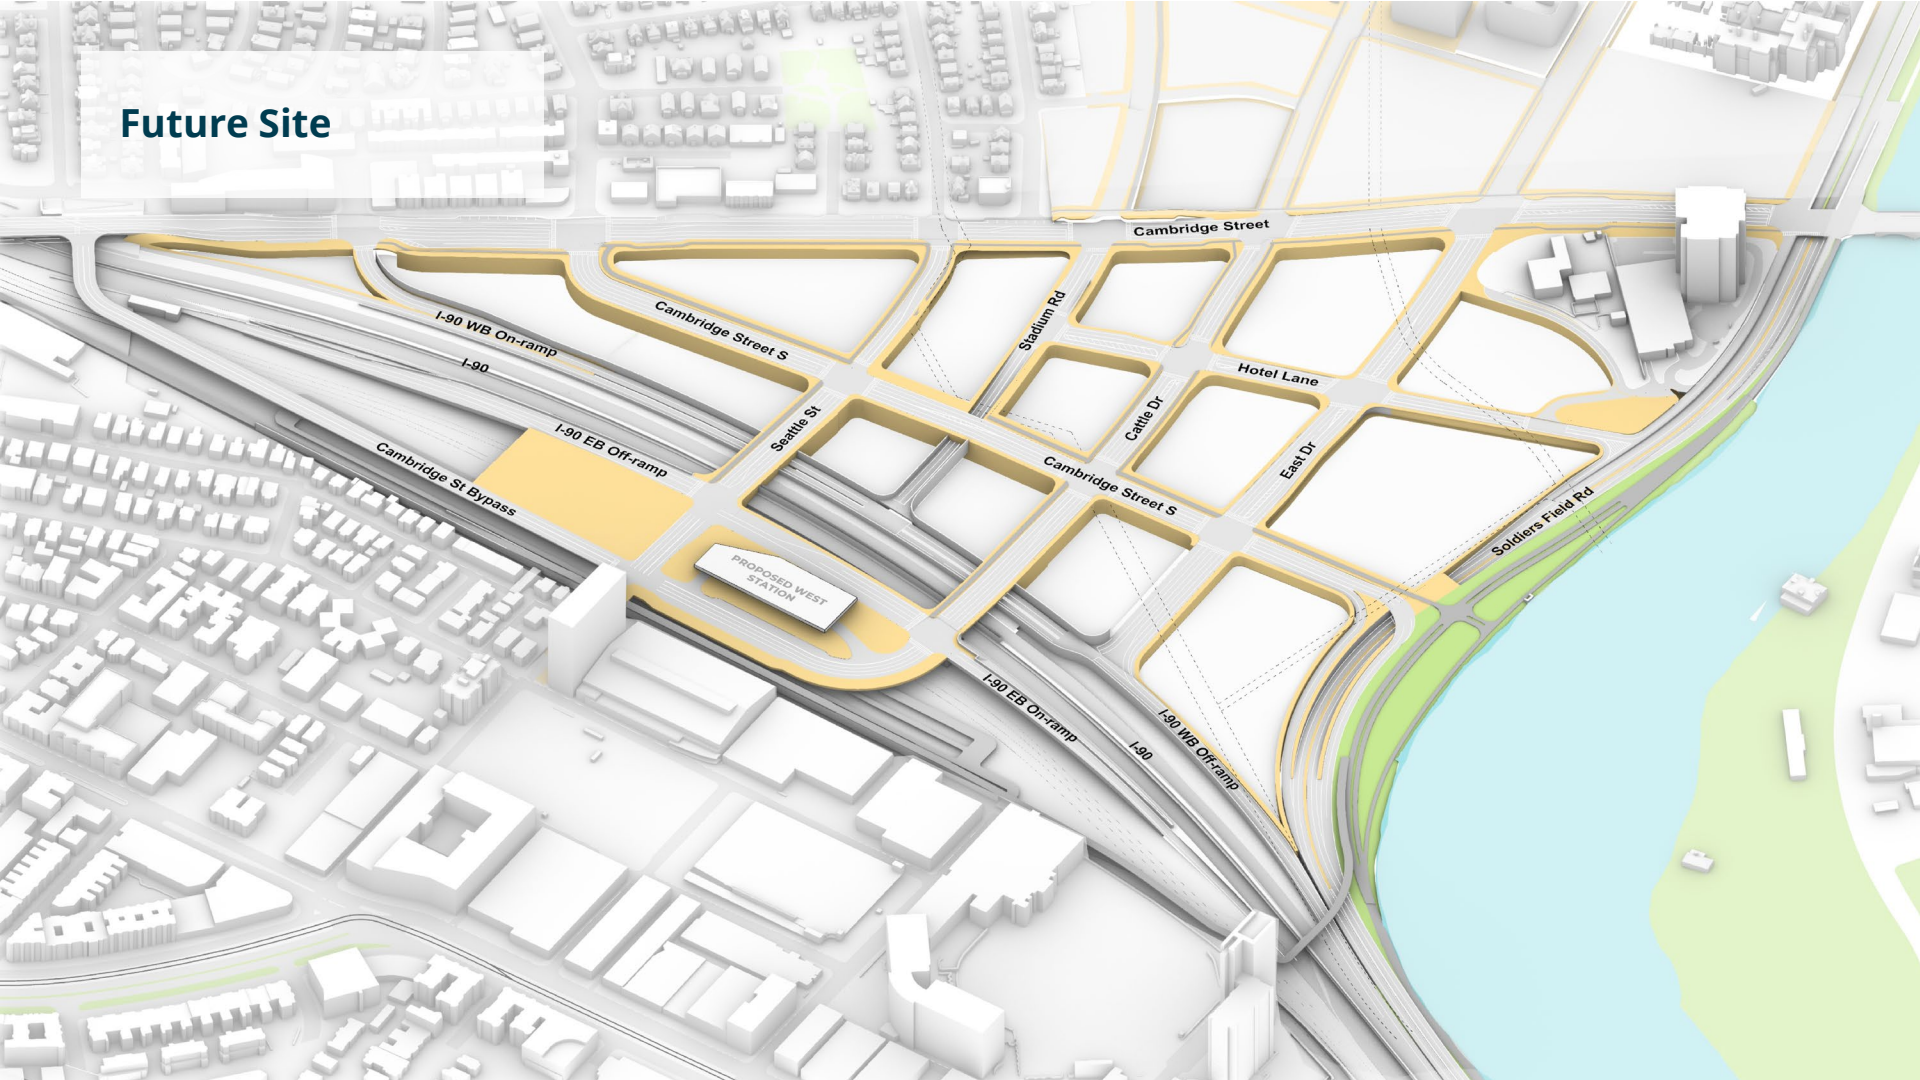 Future Site
Cambridge Street
Stadium Rd
Cambridge Street S
I-90 WB On-ramp
I-90
Hotel Lane
Cattle Dr
Seattle St
I-90 EB Off-ramp
Cambridge St Bypass
East Dr
Cambridge Street S
Soldiers Field Rd
PROPOSED WEST
STATION
I-90 EB On-ramp
I-90
I-90 WB Off-ramp